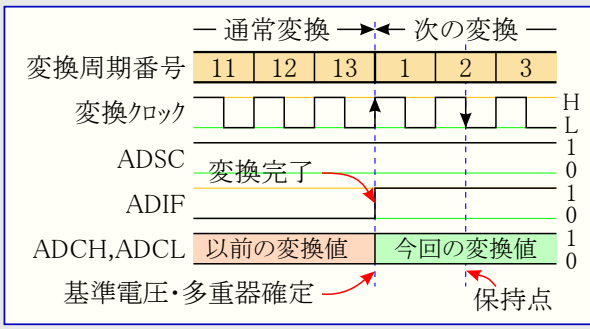 通常変換 次の変換
変換周期番号 11 12 13 1 2 3
変換クロック H L
ADSC 1 0
変換完了
ADIF 1 0
ADCH,ADCL 以前の変換値 今回の変換値 1 0
基準電圧・多重器確定 保持点